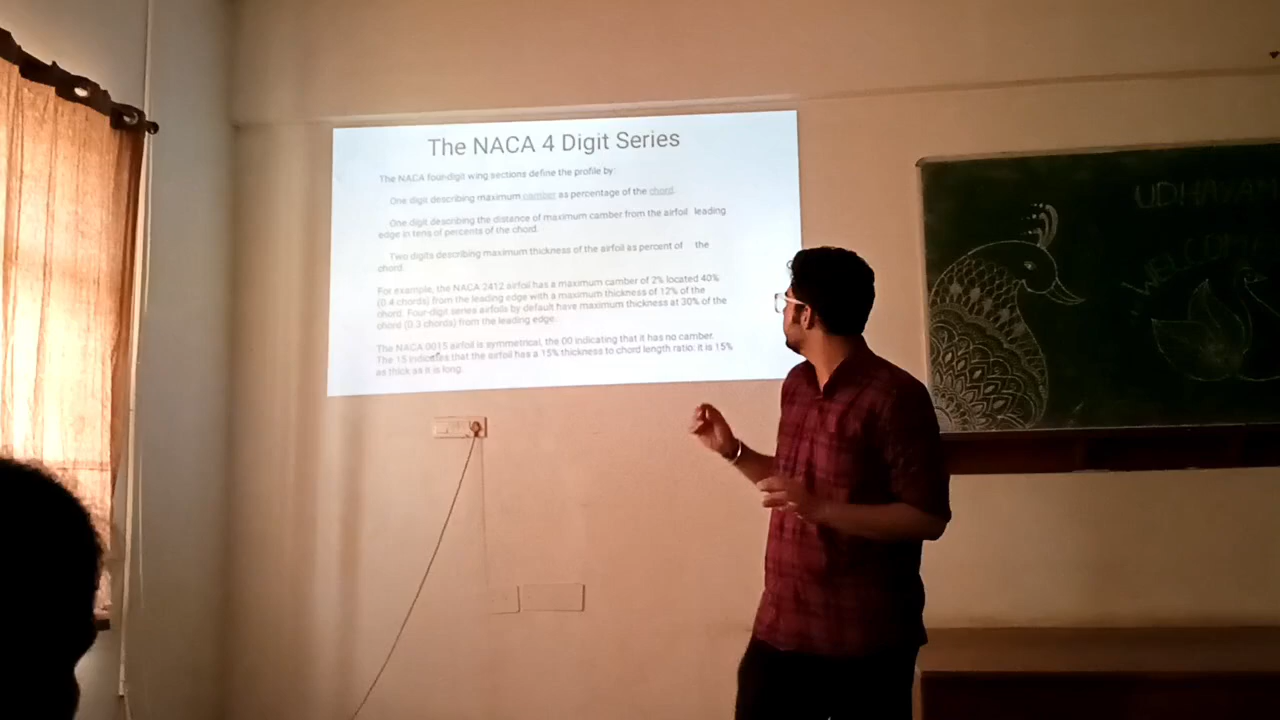 The NACA 4 Digit Series
The NACA four-digit wing sections define the profile by:
One digit describing maximum camber as percentage of the chord.
One digit describing the distance of maximum camber from the airfoil leading
edge in tens of percents of the chord.
Two digits describing maximum thickness of the airfoil as percent of the
chord.
For example, the NACA 2412 airfoil has a maximum camber of 2% located 40%
(0.4 chords) from the leading edge with a maximum thickness of 12% of the
chord. Four-digit series airfoils by default have maximum thickness at 30% of the
chord (0.3 chords) from the leading edge.
The NACA 0015 airfoil is symmetrical, the 00 indicating that it has no camber.
The 15 indicates that the airfoil has a 15% thickness to chord length ratio: it is 15%
as thick as it is long.
WELCOME